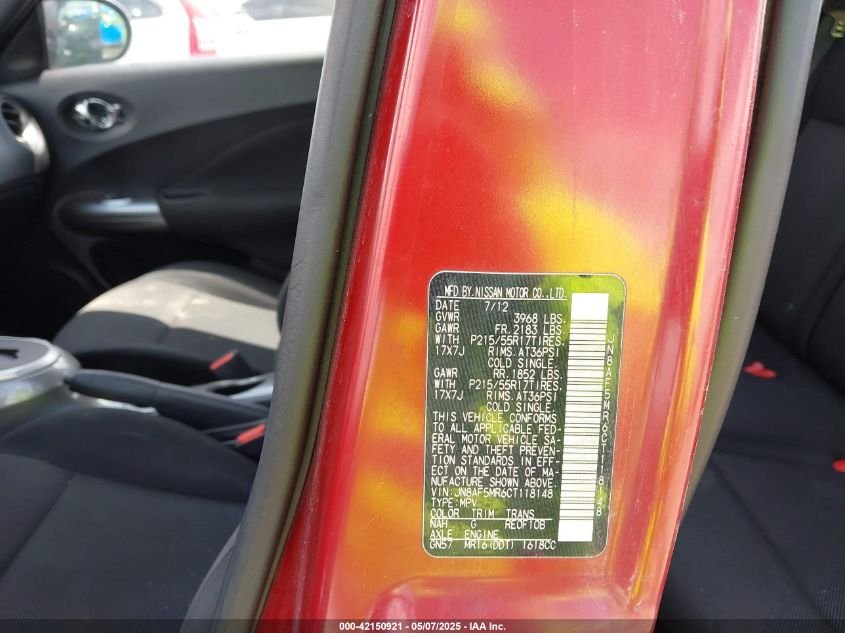 MFD BY NISSAN MOTOR CO.,LTD.
DATE 7/12
GVWR 3968 LBS.
GAWR FR. 2183 LBS.
WITH P215/55R17TIRES.
17X7J RIMS.AT36PSI
COLD SINGLE.
GAWR RR.1852 LBS.
WITH P215/55R17TIRES.
17X7J RIMS.AT36PSI
COLD SINGLE.
THIS VEHICLE CONFORMS
TO ALL APPLICABLE FED-
ERAL MOTOR VEHICLE SA-
FETY AND THEFT PREVEN-
TION STANDARDS IN EFF-
ECT ON THE DATE OF MA-
NUFACTURE SHOWN ABOVE.
VIN:JN8AF5MR6CT118148
TYPE:MPV
COLOR TRIM TRANS
NAH G RE0F10B
AXLE ENGINE
GN57 MR16(DDT) 1618CC
JN8AF5MR6CT118148
000-42150921 - 05/07/2025 - IAA Inc.